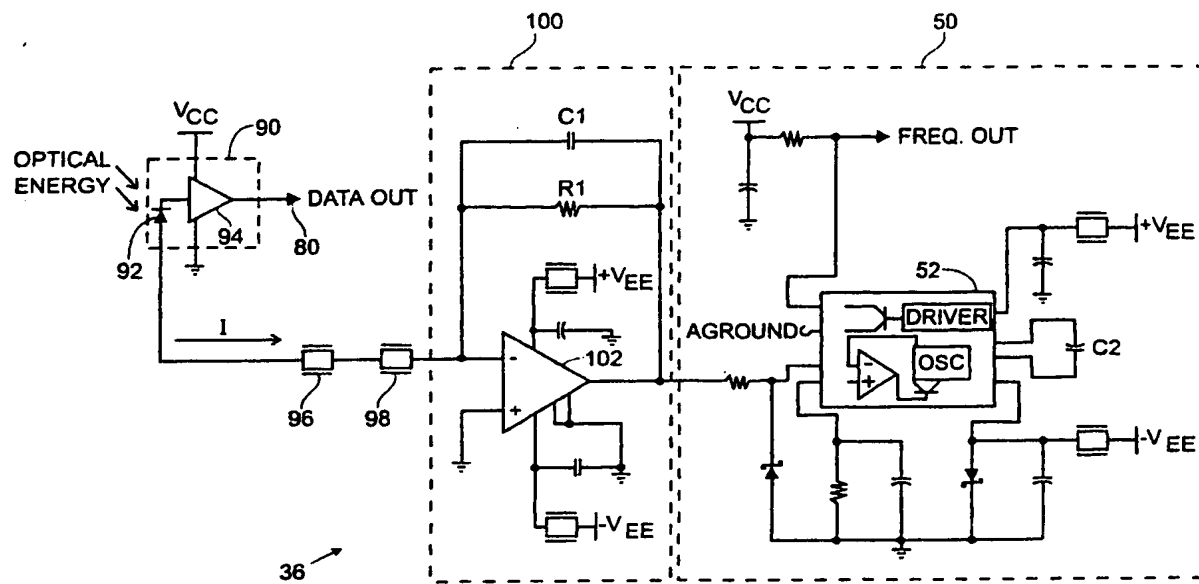 100
50
VCC
90
OPTICAL
ENERGY
DATA OUT
92
94
80
C1
R1
VCC
FREQ. OUT
+VEE
+VEE
52
DRIVER
AGROUND
I
-
102
OSC
-
+
C2
96
98
+
-VEE
-VEE
36